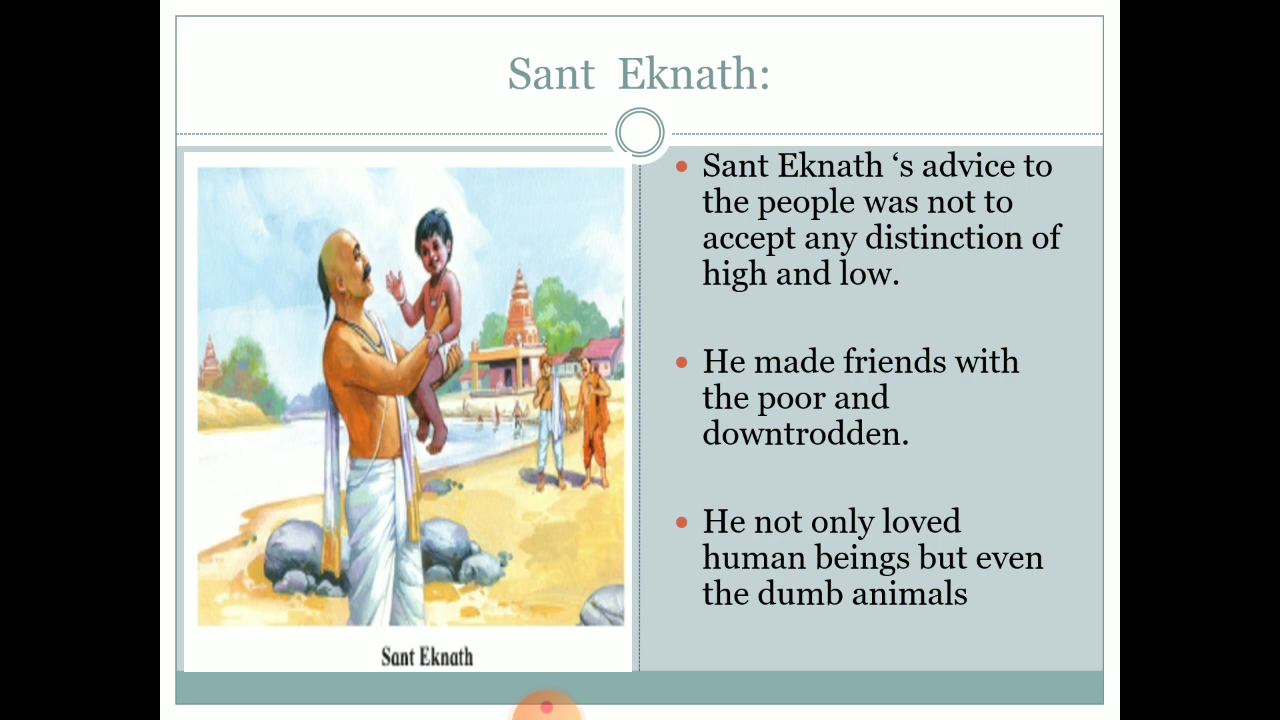 Sant Eknath:
Sant Eknath ‘s advice to
the people was not to
accept any distinction of
high and low.
He made friends with
the poor and
downtrodden.
He not only loved
human beings but even
the dumb animals
Sant Eknath